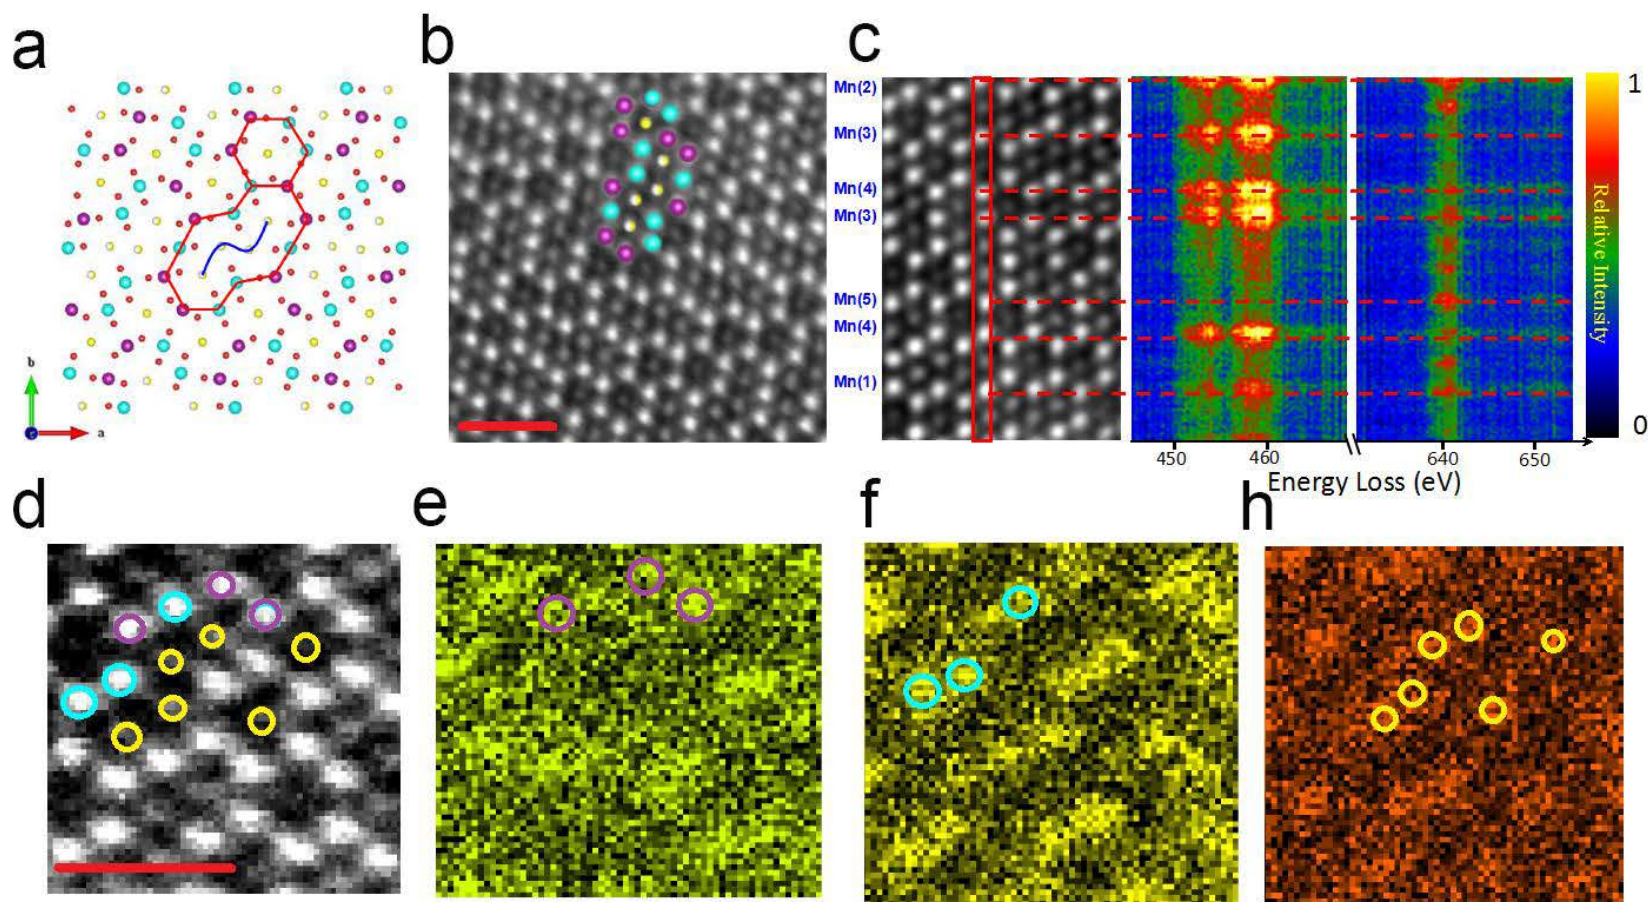 a
b
a
b
c
Mn(2)
Mn(3)
Mn(4)
Mn(3)
Mn(5)
Mn(4)
Mn(1)
450
460
640
650
Energy Loss (eV)
1
Relative Intensity
0
d
e
f
h